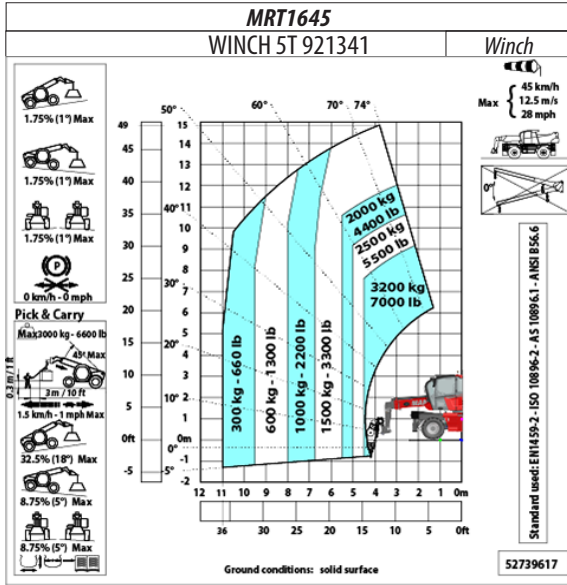 MRT1645
WINCH 5T 921341
Winch
1.75% (1°) Max
1.75% (1°) Max
1.75% (1°) Max
P
0 km/h - 0 mph
Pick & Carry
Max3000 kg - 6600 lb
45° Max
0.3 m / 1 ft
3m / 10 ft
1.5 km/h - 1 mph Max
32.5% (18°) Max
8.75% (5°) Max
8.75% (5°) Max
Max
45 km/h
12.5 m/s
28 mph
0°
50°
60°
70°
74°
40°
30°
20°
10°
0°
-5°
49
45
40
35
30
25
20
15
10
5
0ft
-5
15
14
13
12
11
10
9
8
7
6
5
4
3
2
1
0m
-1
-2
2000 kg
4400 lb
2500 kg
5500 lb
3200 kg
7000 lb
300 kg - 660 lb
600 kg - 1300 lb
1000 kg - 2200 lb
1500 kg - 3300 lb
12 11 10 9 8 7 6 5 4 3 2 1 0m
36 30 25 20 15 10 5 0ft
Ground conditions: solid surface
Standard used: EN1459-2 - ISO 10896-2 - AS 10896.1 - ANSI B56.6
52739617